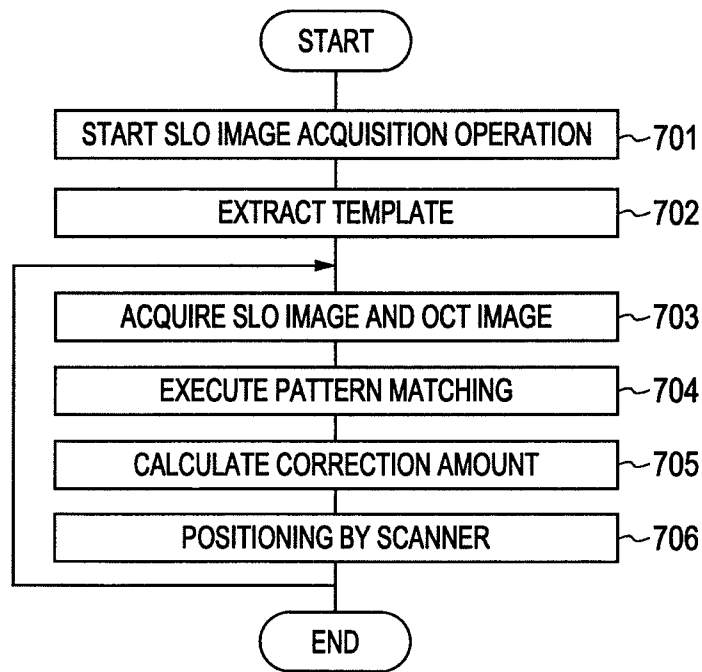 START
START SLO IMAGE ACQUISITION OPERATION 701
EXTRACT TEMPLATE 702
ACQUIRE SLO IMAGE AND OCT IMAGE 703
EXECUTE PATTERN MATCHING 704
CALCULATE CORRECTION AMOUNT 705
POSITIONING BY SCANNER 706
END